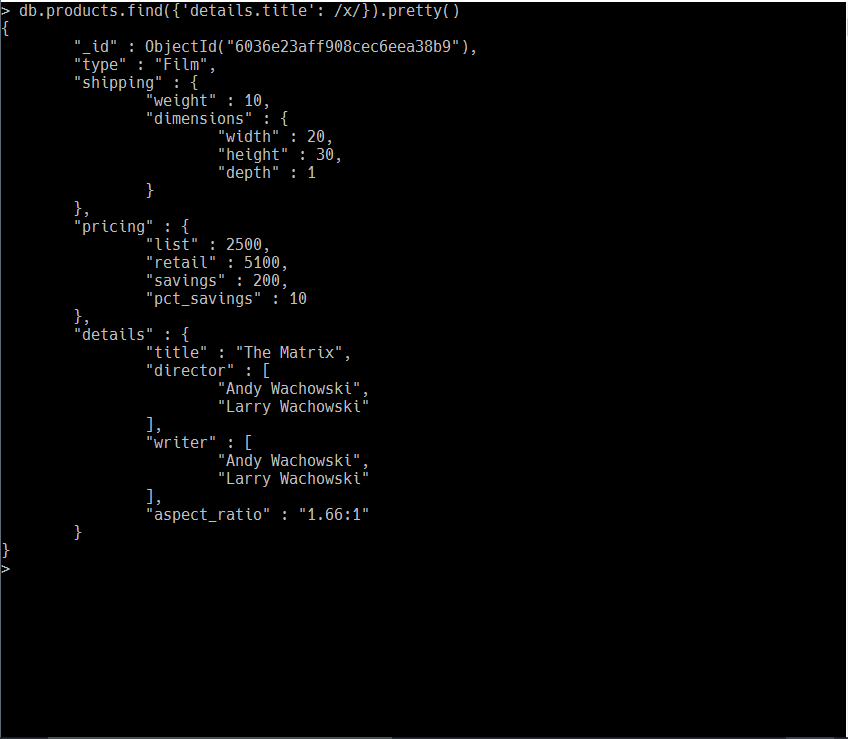 > db.products.find({'details.title': /x/}).pretty()
{
        "_id" : ObjectId("6036e23aff908cec6eea38b9"),
        "type" : "Film",
        "shipping" : {
                "weight" : 10,
                "dimensions" : {
                        "width" : 20,
                        "height" : 30,
                        "depth" : 1
                }
        },
        "pricing" : {
                "list" : 2500,
                "retail" : 5100,
                "savings" : 200,
                "pct_savings" : 10
        },
        "details" : {
                "title" : "The Matrix",
                "director" : [
                        "Andy Wachowski",
                        "Larry Wachowski"
                ],
                "writer" : [
                        "Andy Wachowski",
                        "Larry Wachowski"
                ],
                "aspect_ratio" : "1.66:1"
        }
}
>